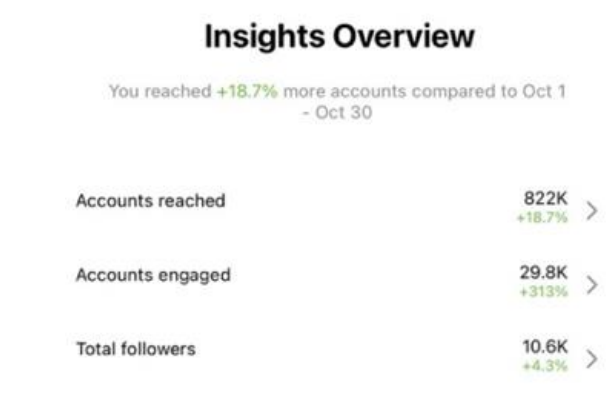 Insights Overview
You reached +18.7% more accounts compared to Oct 1
- Oct 30
Accounts reached
822K
+18.7%
Accounts engaged
29.8K
+313%
Total followers
10.6K
+4.3%